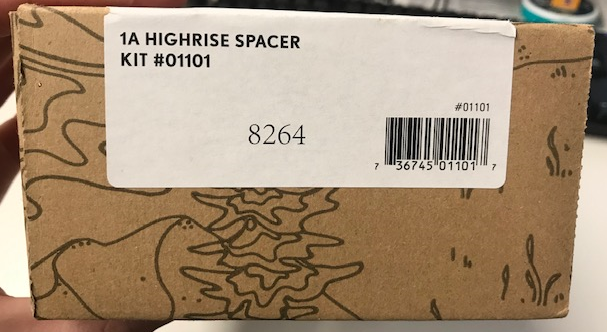 1A HIGHRISE SPACER
KIT #01101
8264
#01101
7 36745 01101 7